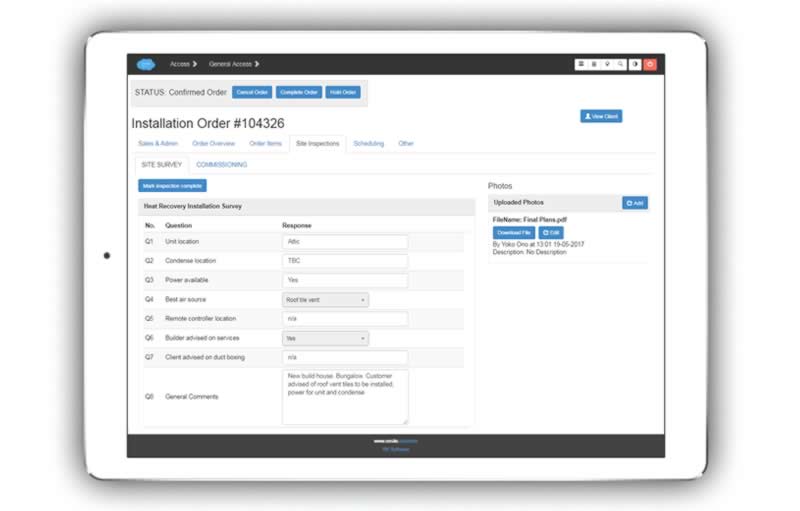 Access
General Access
STATUS: Confirmed Order
Cancel Order
Complete Order
Hold Order
Installation Order #104326
View Client
Sales & Admin
Order Overview
Order Items
Site Inspections
Scheduling
Other
SITE SURVEY
COMMISSIONING
Mark inspection complete
Photos
Heat Recovery Installation Survey
Uploaded Photos
Add
No. Question Response
FileName: Final Plans.pdf
Download File
Edit
By Yoko Ono at 13:01 19-05-2017
Description: No Description
Q1 Unit location Attic
Q2 Condense location TBC
Q3 Power available Yes
Q4 Best air source Roof tile vent
Q5 Remote controller location n/a
Q6 Builder advised on services Yes
Q7 Client advised on duct boxing n/a
Q8 General Comments
New build house. Bungalow. Customer
advised of roof vent tiles to be installed,
power for unit and condense